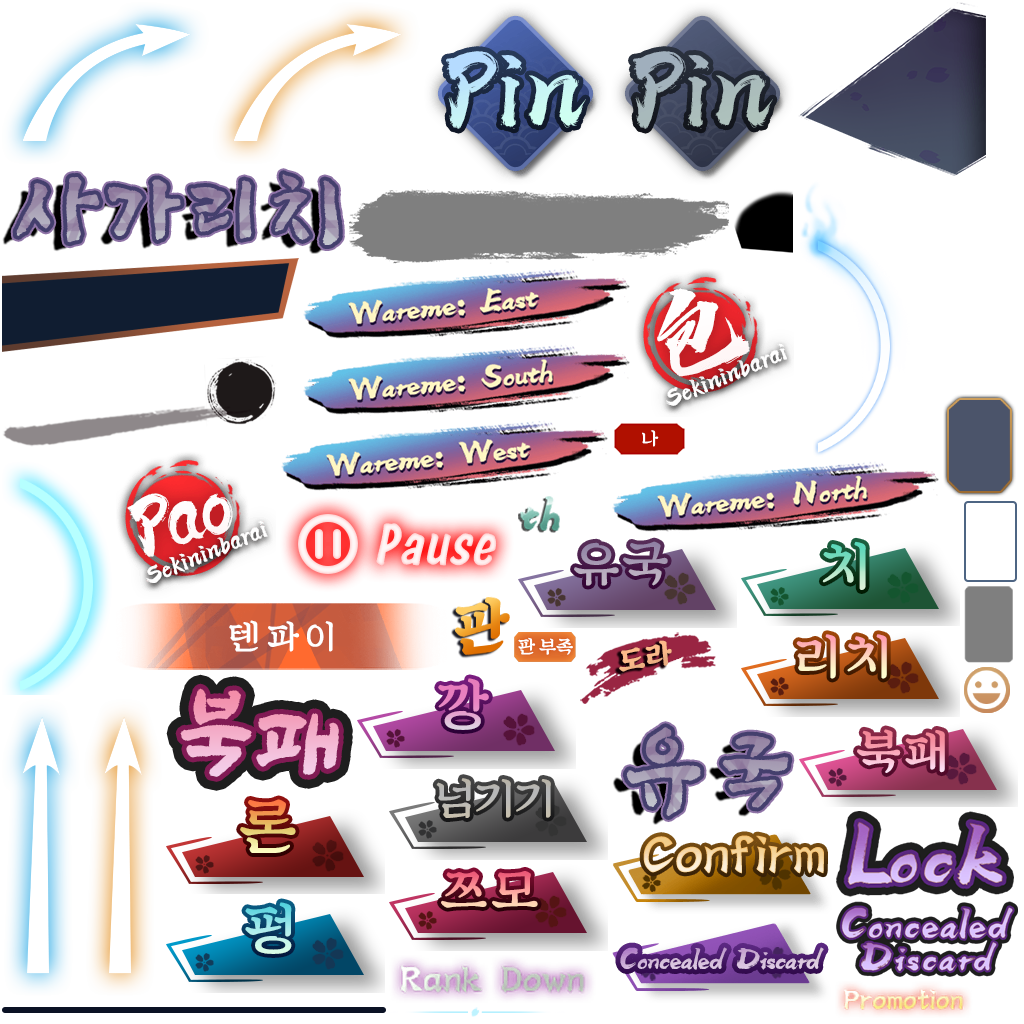 Pin
Pin
사가리치
Wareme: East
包
Sekininbarai
Wareme: South
나
Wareme: West
Wareme: North
Pao
Sekininbarai
Pause
th
유국
치
텐파이
판
판 부족
도라
리치
북패
깡
유국
북패
론
넘기기
Confirm
Lock
쯔모
펑
Concealed Discard
Concealed
Discard
Rank Down
Promotion